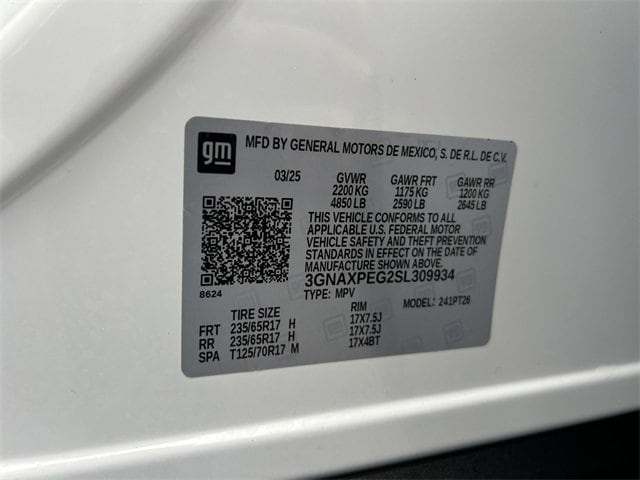 gm
MFD BY GENERAL MOTORS DE MEXICO, S. DE R.L. DE C.V.
03/25 GVWR GAWR FRT GAWR RR
2200 KG 1175 KG 1200 KG
4850 LB 2590 LB 2645 LB
THIS VEHICLE CONFORMS TO ALL
APPLICABLE U.S. FEDERAL MOTOR
VEHICLE SAFETY AND THEFT PREVENTION
STANDARDS IN EFFECT ON THE DATE OF
MANUFACTURE SHOWN ABOVE.
3GNAXPEG2SL309934
8624
TYPE: MPV MODEL: 241PT26
TIRE SIZE RIM
FRT 235/65R17 H 17X7.5J
RR 235/65R17 H 17X7.5J
SPA T125/70R17 M 17X4BT